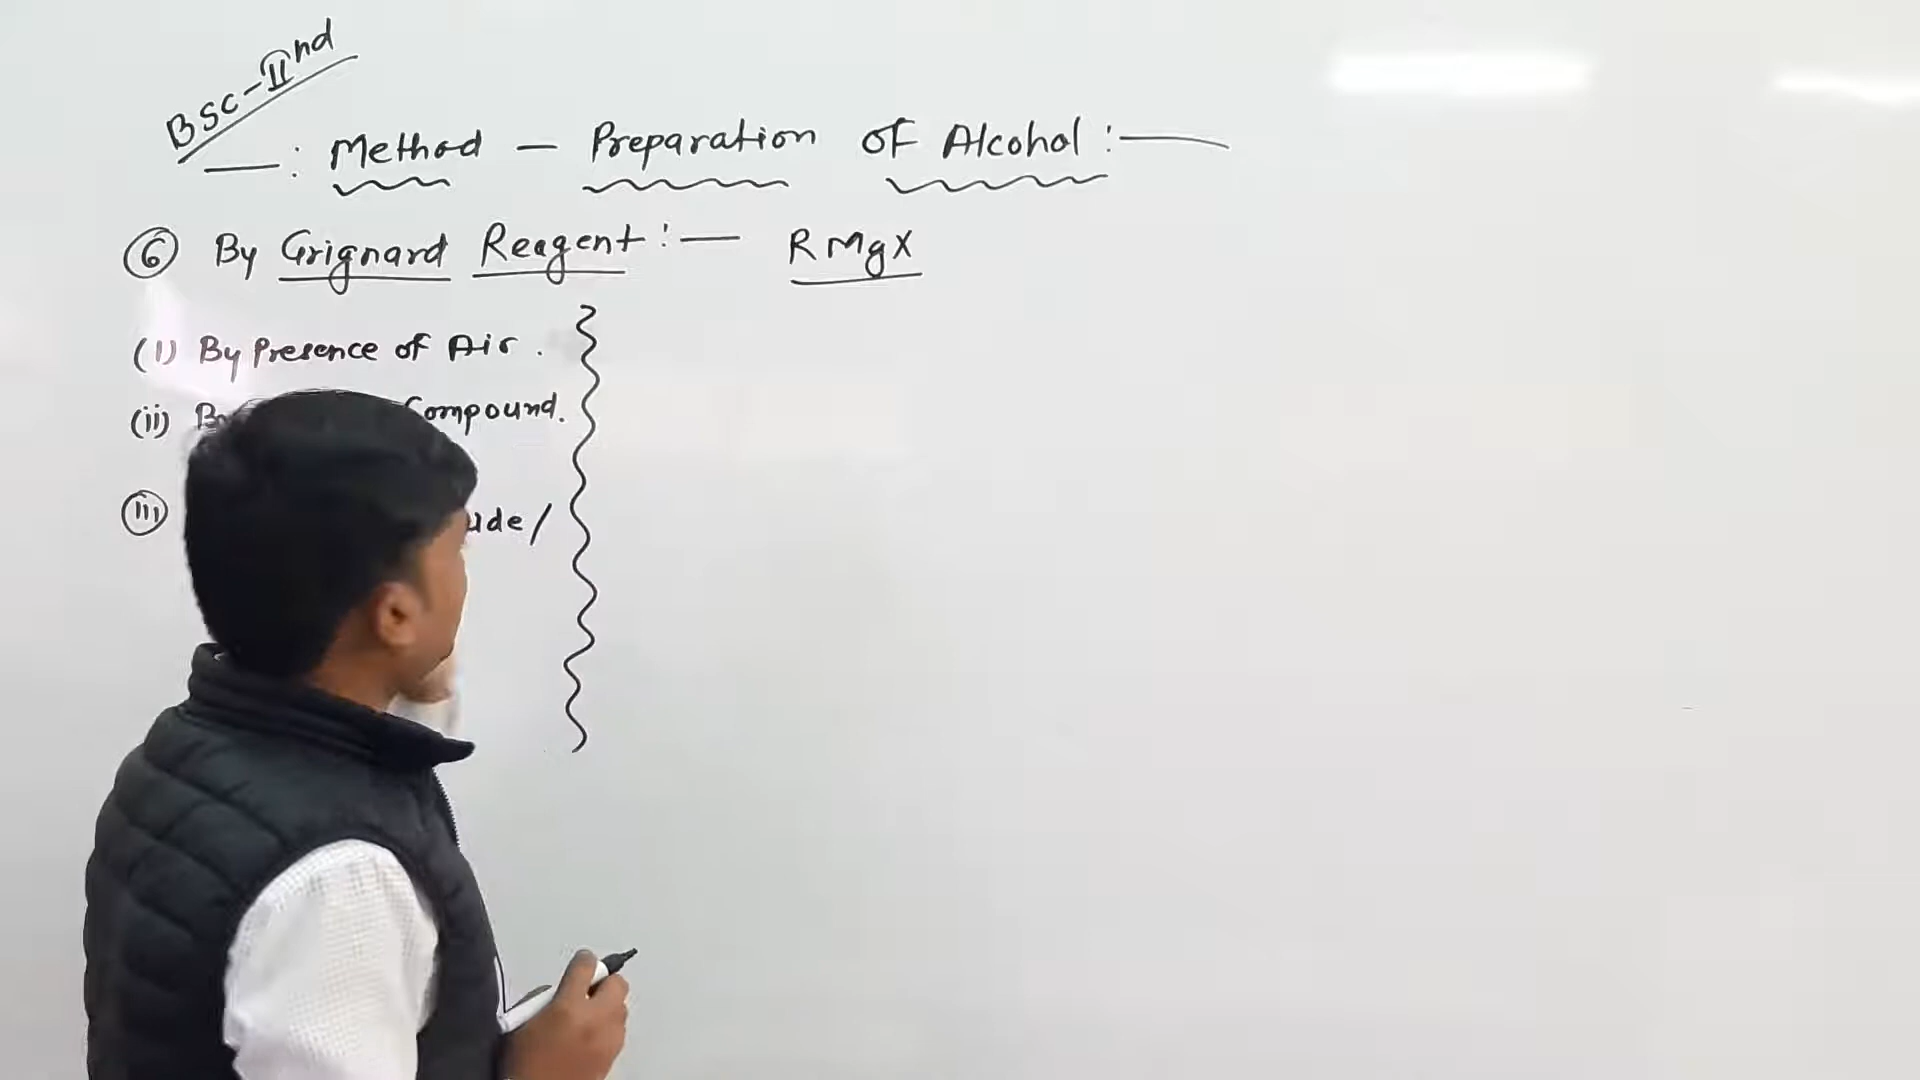 BSC-IInd
—: Method — Preparation of Alcohol :—
⑥ By Grignard Reagent :— RMgX
(1) By Presence of Air .
(ii) Compound.
(iii)